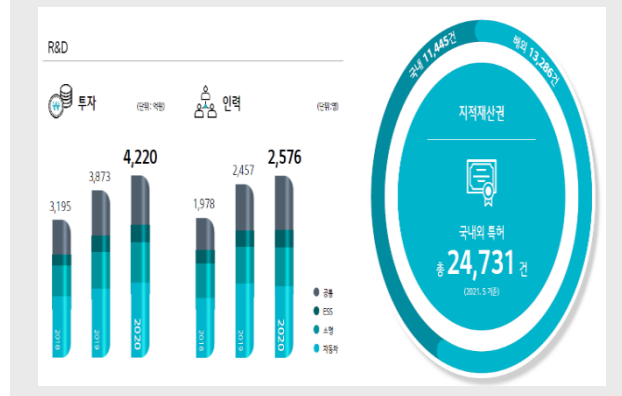 R&D
투자
(단위: 억원)
인력
(단위:명)
3,195
3,873
4,220
1,978
2,457
2,576
2018
2019
2020
2018
2019
2020
공통
ESS
소형
자동차
국내 11,445건
해외 13,286건
지적재산권
국내외 특허
총 24,731 건
(2021. 5 기준)